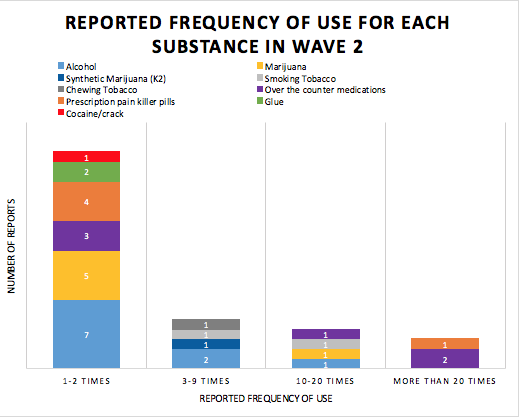 REPORTED FREQUENCY OF USE FOR EACH
SUBSTANCE IN WAVE 2
Alcohol
Marijuana
Synthetic Marijuana (K2)
Smoking Tobacco
Chewing Tobacco
Over the counter medications
Prescription pain killer pills
Glue
Cocaine/crack
NUMBER OF REPORTS
1
2
4
3
5
7
1
1
1
2
1
1
1
1
1
2
1-2 TIMES
3-9 TIMES
10-20 TIMES
MORE THAN 20 TIMES
REPORTED FREQUENCY OF USE